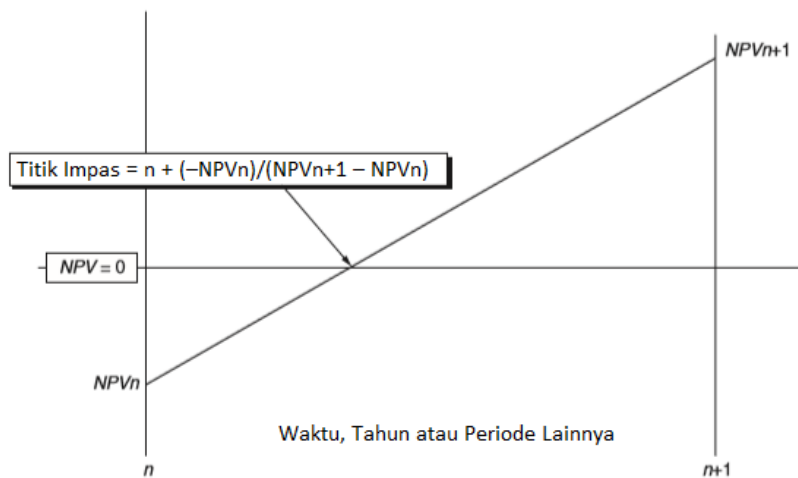 NPVn+1
Titik Impas = n + (–NPVn)/(NPVn+1 – NPVn)
NPV = 0
NPVn
Waktu, Tahun atau Periode Lainnya
n
n+1